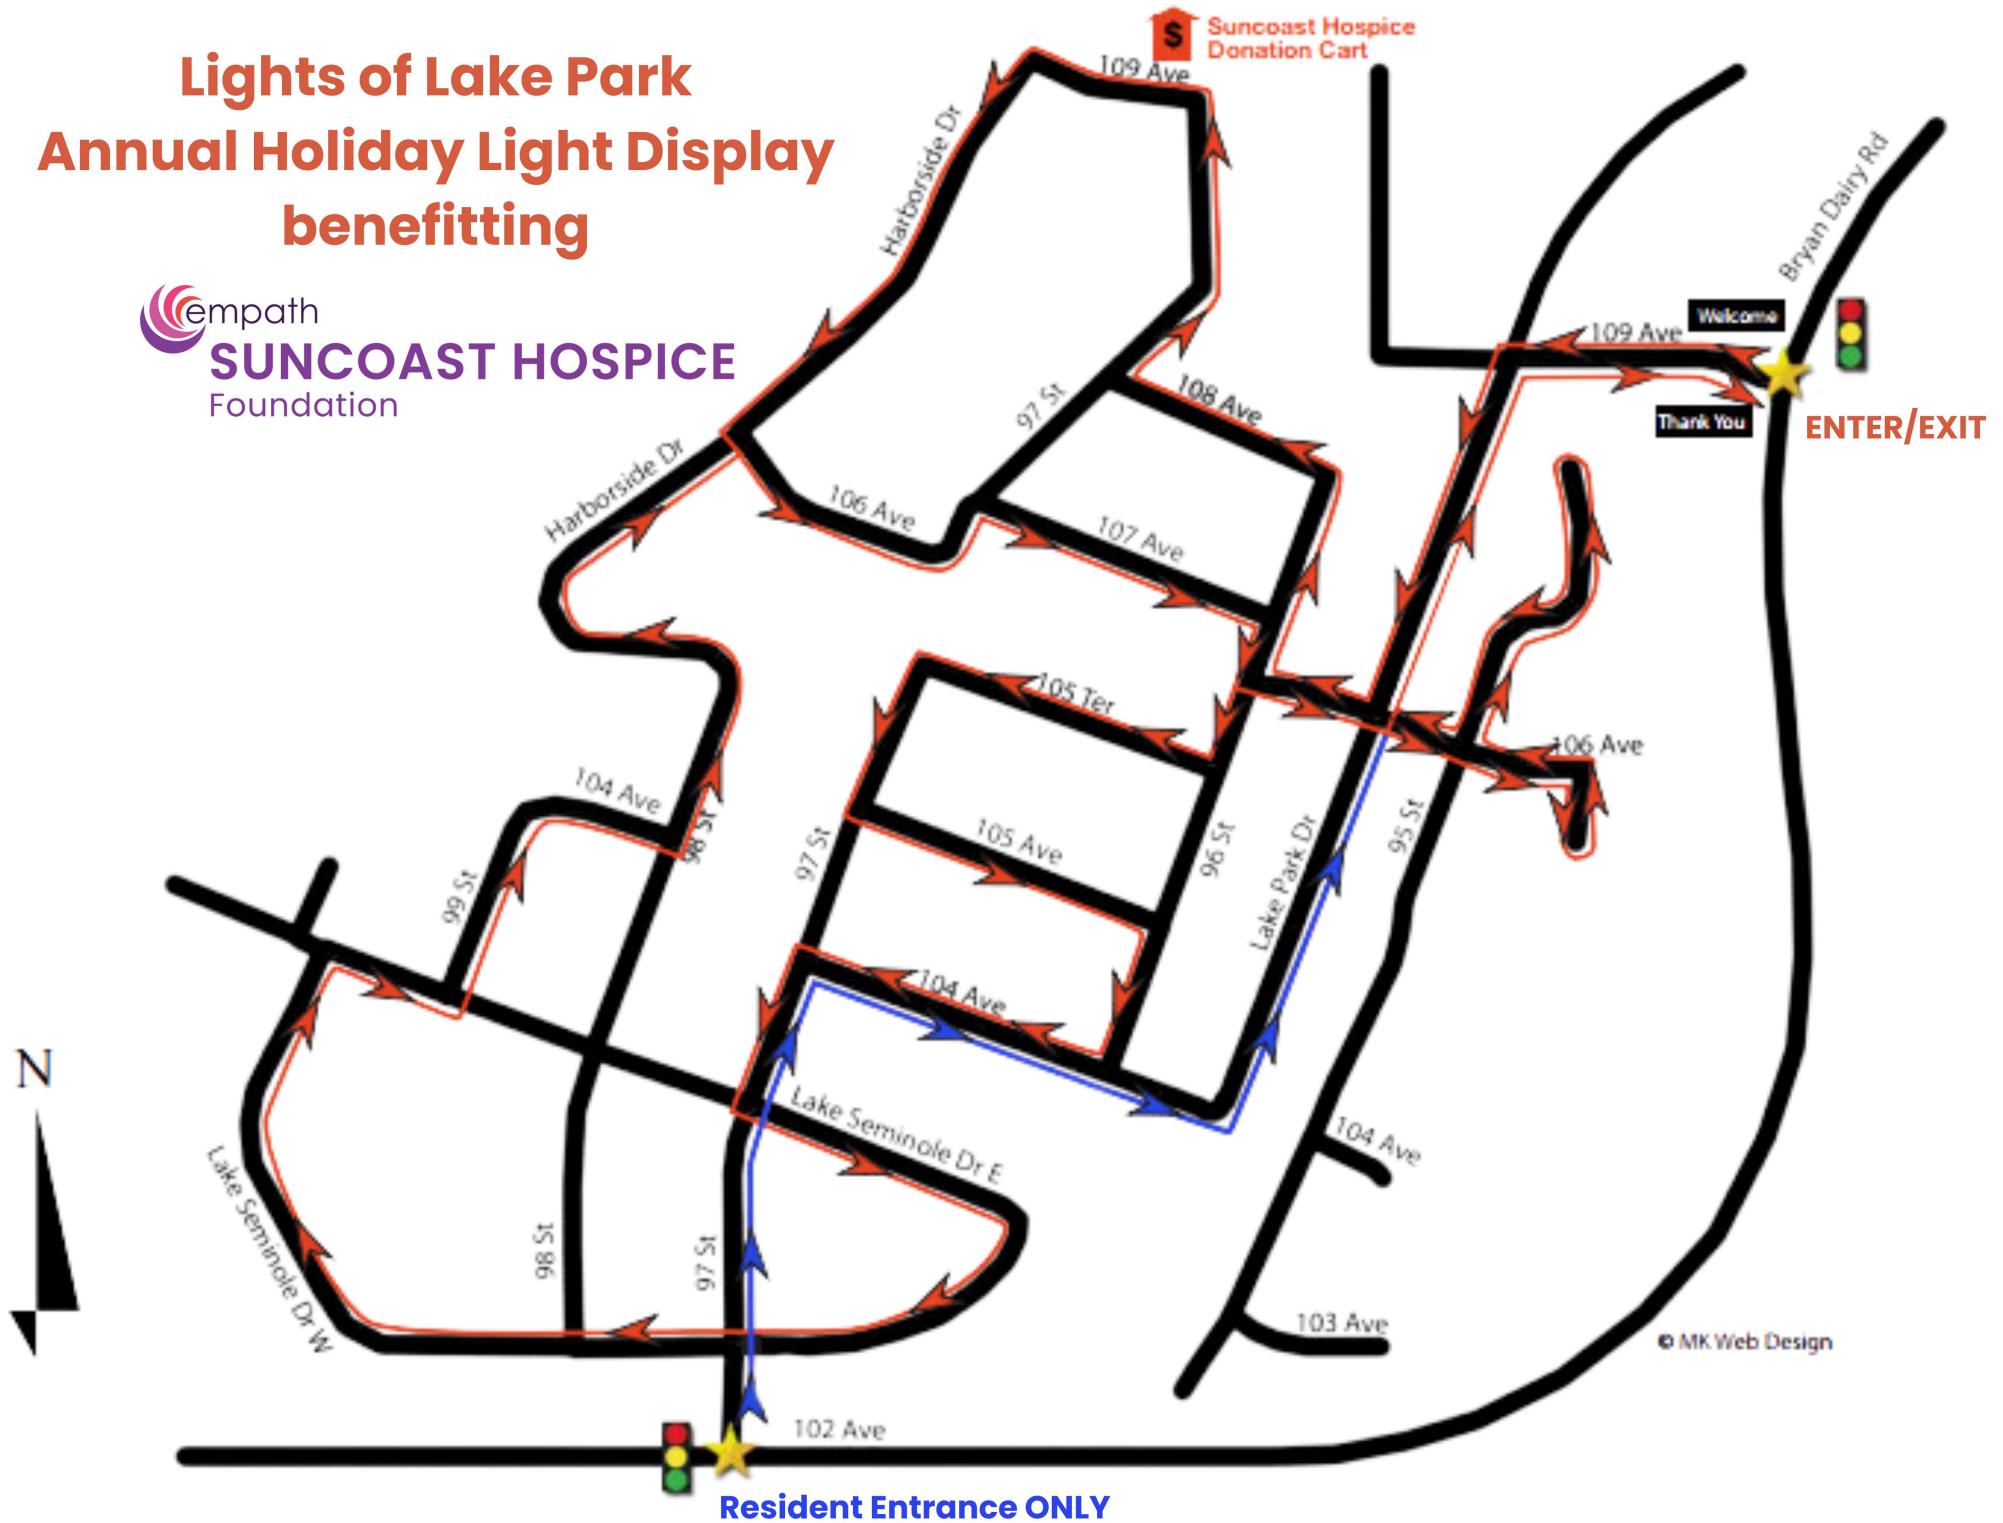 Lights of Lake Park
Annual Holiday Light Display
benefitting
empath
SUNCOAST HOSPICE
Foundation
$
Suncoast Hospice
Donation Cart
109 Ave
Harborside Dr
Bryan Dairy Rd
Welcome
109 Ave
Thank You
ENTER/EXIT
108 Ave
97 St
Harborside Dr
106 Ave
107 Ave
105 Ter
106 Ave
104 Ave
98 St
97 St
105 Ave
96 St
95 St
Lake Park Dr
99 St
104 Ave
N
Lake Seminole Dr E
104 Ave
Lake Seminole Dr W
98 St
97 St
103 Ave
© MK Web Design
102 Ave
Resident Entrance ONLY